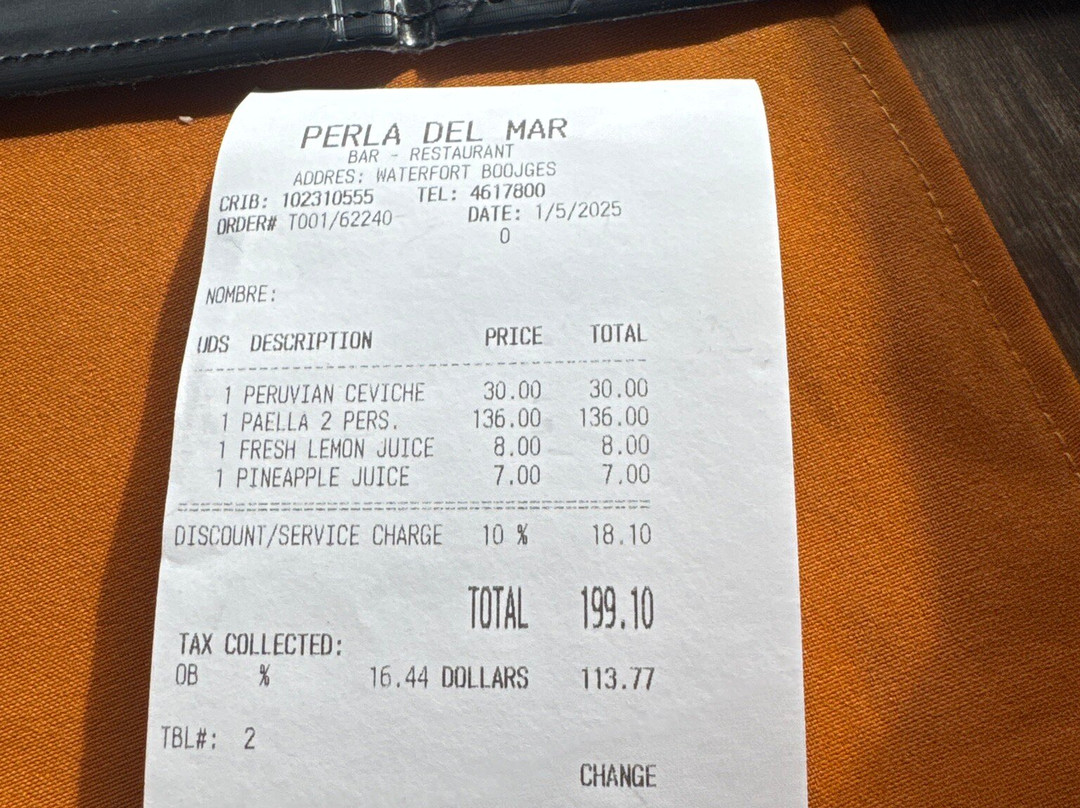 PERLA DEL MAR
BAR - RESTAURANT
ADDRES: WATERFORT BOOJGES
CRIB: 102310555 TEL: 4617800
ORDER# T001/62240 DATE: 1/5/2025
0
NOMBRE:
UDS DESCRIPTION PRICE TOTAL
1 PERUVIAN CEVICHE 30.00 30.00
1 PAELLA 2 PERS. 136.00 136.00
1 FRESH LEMON JUICE 8.00 8.00
1 PINEAPPLE JUICE 7.00 7.00
DISCOUNT/SERVICE CHARGE 10 % 18.10
TOTAL 199.10
TAX COLLECTED:
OB % 16.44 DOLLARS 113.77
TBL#: 2
CHANGE